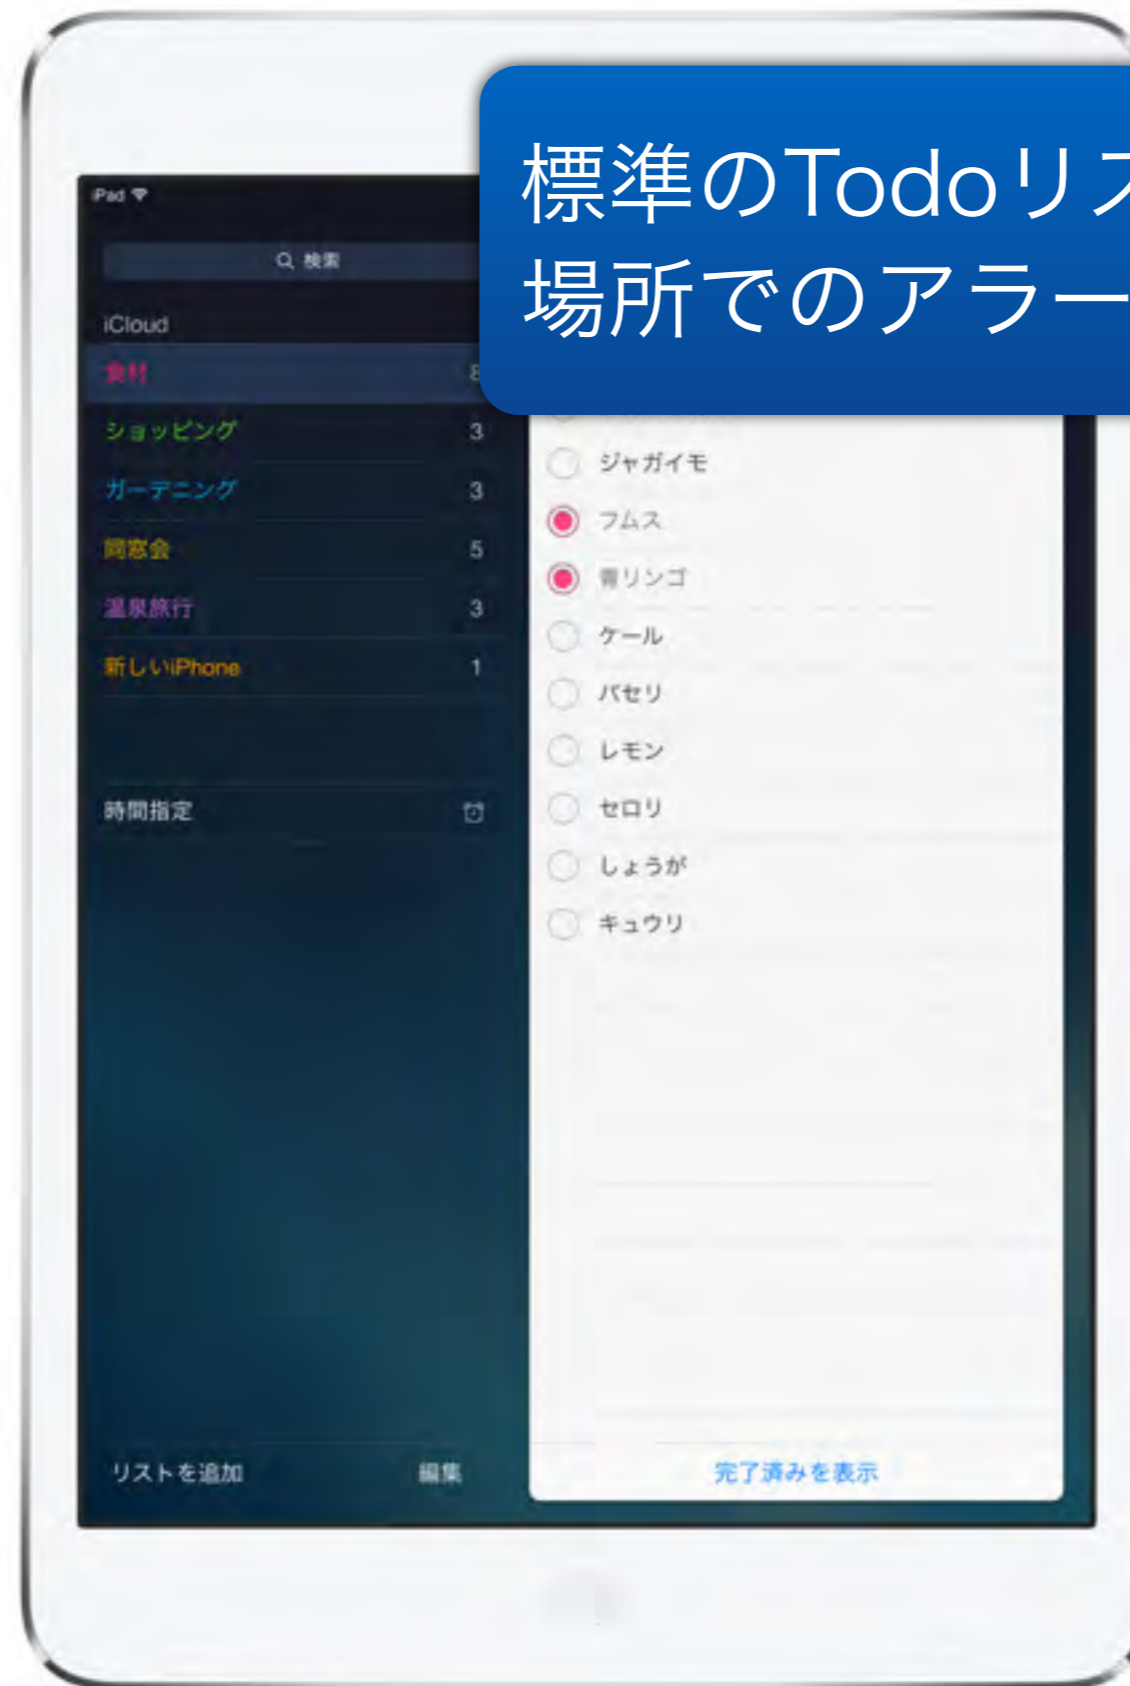 標準のTodoリス
場所でのアラー
iPad
検索
iCloud
食材 8
ショッピング 3
ガーデニング 3
同窓会 5
温泉旅行 3
新しいiPhone 1
時間指定
リストを追加 編集
ジャガイモ
フムス
青リンゴ
ケール
パセリ
レモン
セロリ
しょうが
キュウリ
完了済みを表示